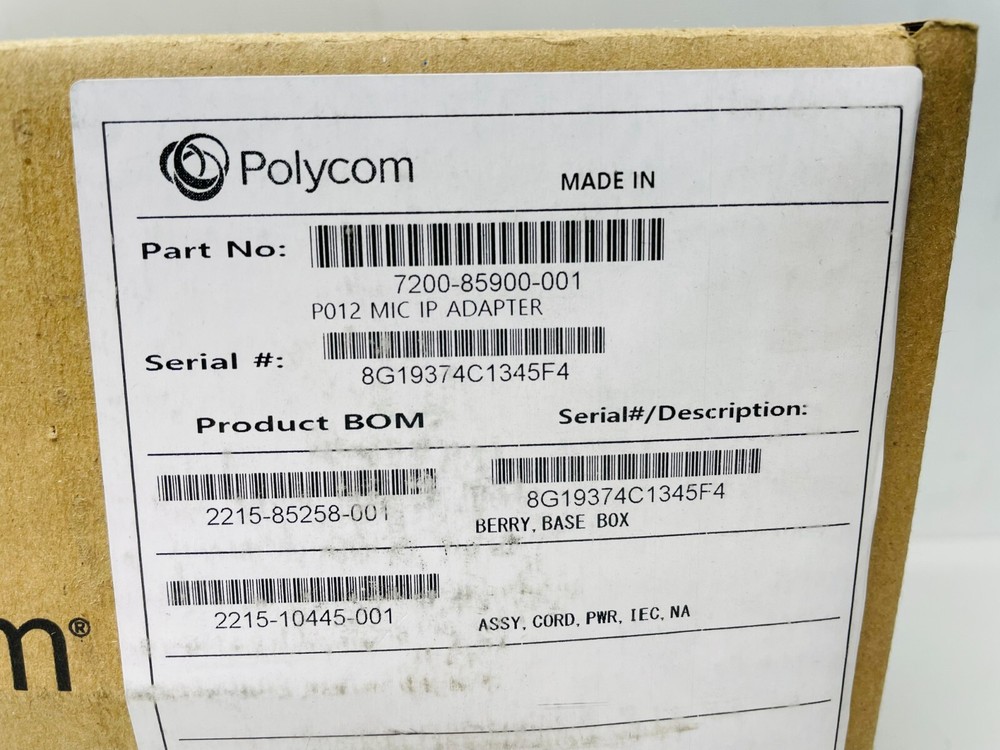 Polycom
MADE IN
Part No:
7200-85900-001
P012 MIC IP ADAPTER
Serial #:
8G19374C1345F4
Product BOM
Serial#/Description:
2215-85258-001
8G19374C1345F4
BERRY, BASE BOX
2215-10445-001
ASSY, CORD, PWR, IEC, NA
m®